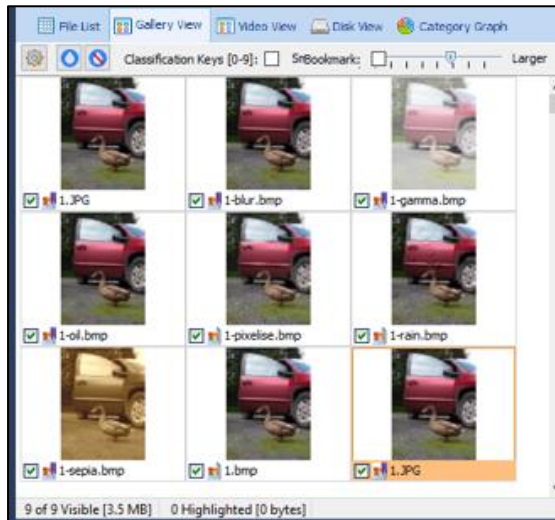 File List Gallery View Video View Disk View Category Graph
Classification Keys [0-9]: SnBookmark: Larger
1.JPG 1-blur.bmp 1-gamma.bmp
1-oil.bmp 1-pixelise.bmp 1-rain.bmp
1-sepia.bmp 1.bmp 1.JPG
9 of 9 Visible [3.5 MB] 0 Highlighted [0 bytes]